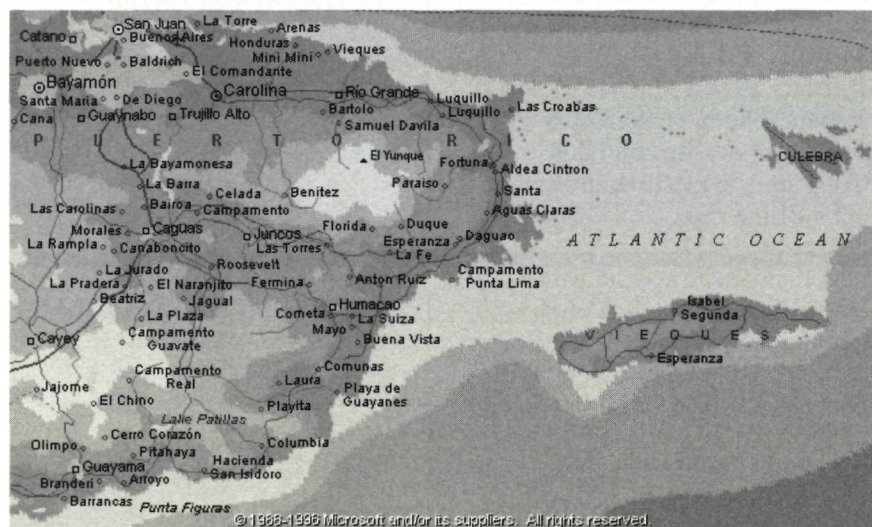 San Juan
La Torre
Catano
Buenos Aires
Arenas
Honduras
Vieques
Mini Mini
Puerto Nuevo
Baldrich
El Comandante
Bayamón
Carolina
Río Grande
Santa Maria
De Diego
Luquillo
Las Croabas
Cana
Guaynabo
Trujillo Alto
Bartolo
Luquillo
Samuel Davila
PUERTO RICO
El Yunque
Fortuna
CULEBRA
La Bayamonesa
Aldea Cintron
La Barra
Celada
Benitez
Paraiso
Santa
Las Carolinas
Bairoa
Campamento
Aguas Claras
Morales
Caguas
Juncos
Florida
Duque
La Rampla
Canaboncito
Las Torres
Esperanza
Daguao
ATLANTIC OCEAN
La Fe
La Jurado
Roosevelt
La Pradera
El Naranjito
Fermina
Anton Ruiz
Campamento
Punta Lima
Beatriz
Jagual
Humacao
Isabel
Segunda
La Plaza
Cometa
La Suiza
Mayo
VIEQUES
Cayey
Campamento
Guavate
Buena Vista
Esperanza
Campamento
Real
Comunas
Jajome
Laura
Playa de
Guayanes
El Chino
Playita
Lake Patillas
Cerro Corazón
Olimpo
Pitahaya
Columbia
Guayama
Hacienda
San Isidoro
Branderi
Arroyo
Barrancas
Punta Figuras
© 1988-1996 Microsoft and/or its suppliers. All rights reserved.